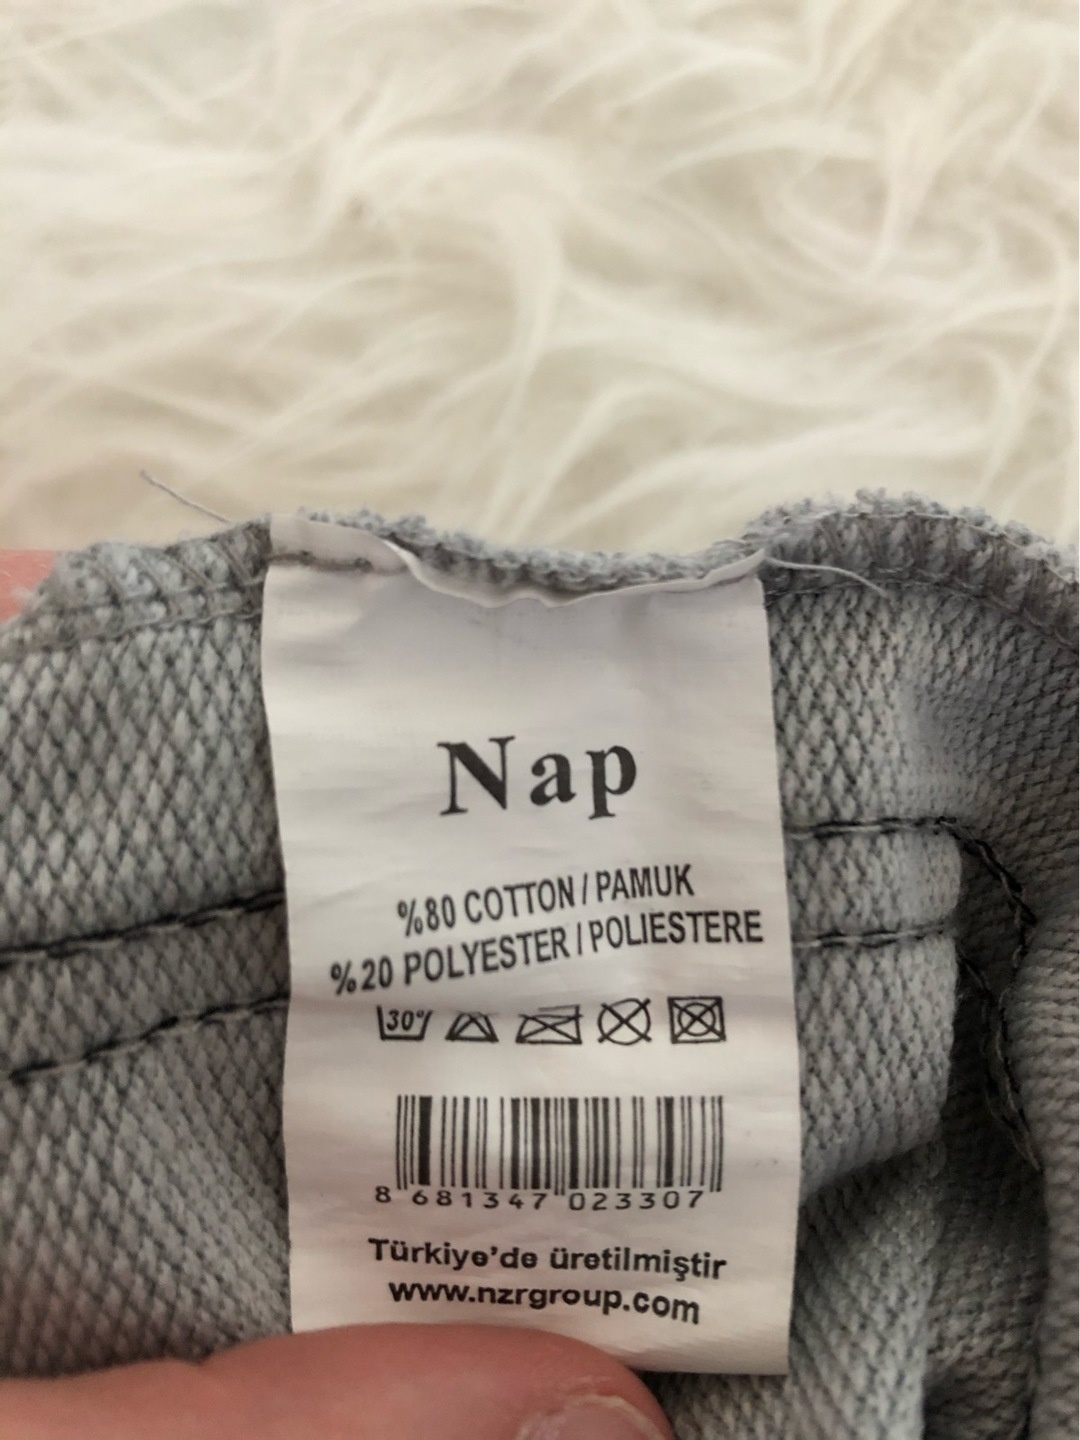 Nap
%80 COTTON / PAMUK
%20 POLYESTER / POLIESTERE
30°
8 681347 023307
Türkiye'de üretilmiştir
www.nzrgroup.com